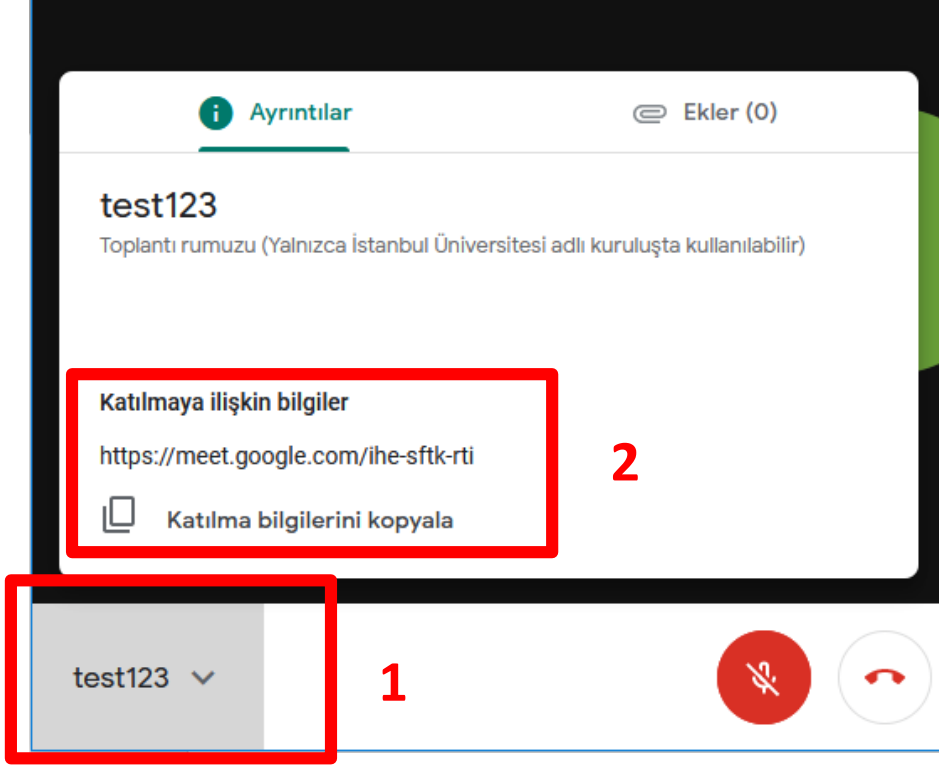 Ayrıntılar
Ekler (0)
test123
Toplantı rumuzu (Yalnızca İstanbul Üniversitesi adlı kuruluşta kullanılabilir)
Katılmaya ilişkin bilgiler
https://meet.google.com/ihe-sftk-rti
Katılma bilgilerini kopyala
2
test123
1